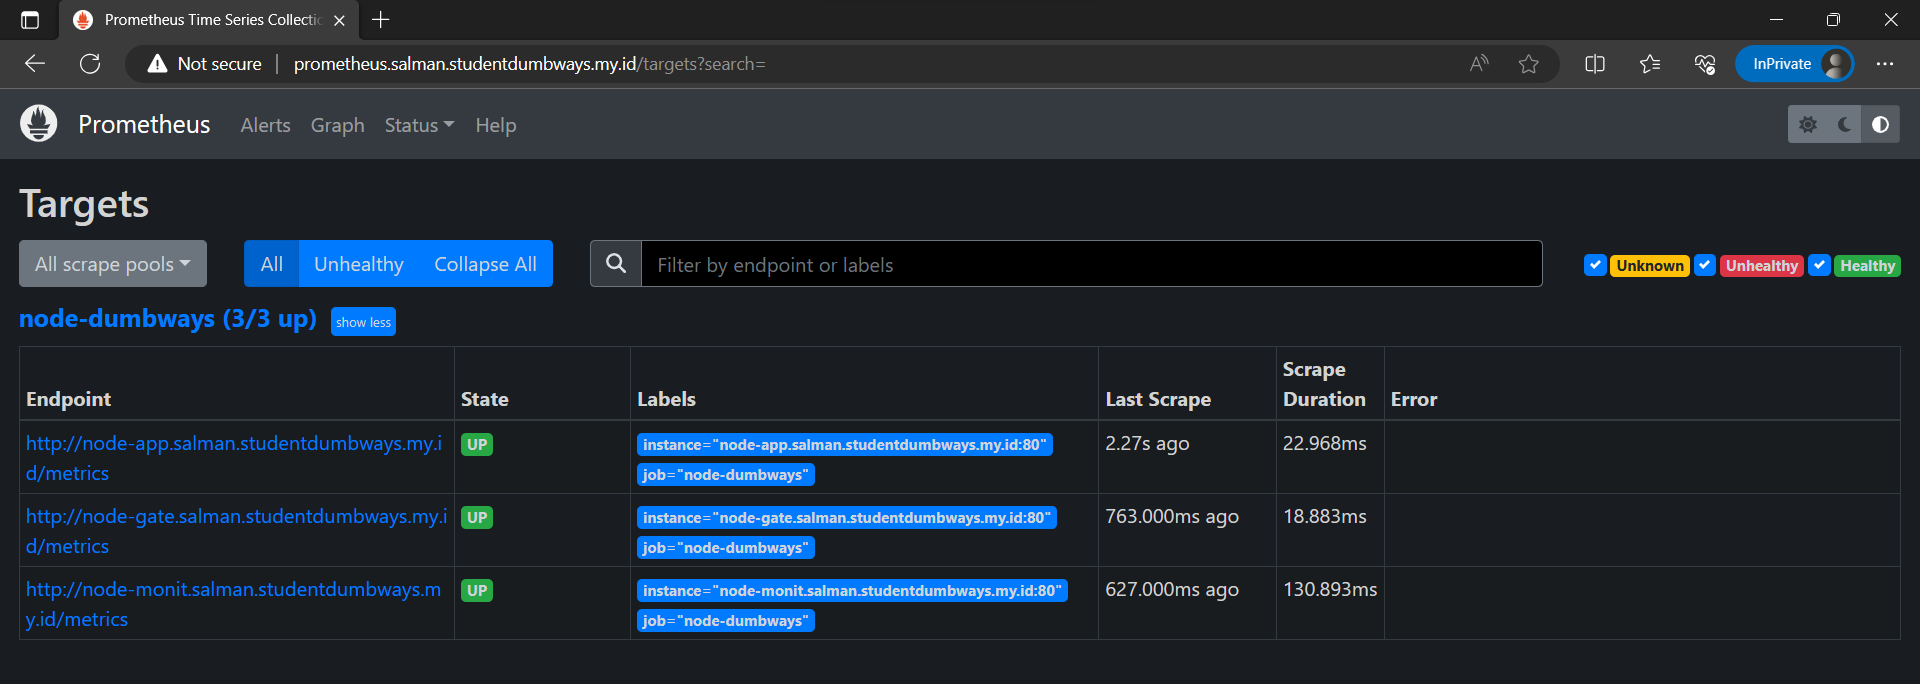 Prometheus Time Series Collectic
Not secure prometheus.salman.studentdumbways.my.id/targets?search= InPrivate
Prometheus Alerts Graph Status Help
Targets
All scrape pools All Unhealthy Collapse All Filter by endpoint or labels Unknown Unhealthy Healthy
node-dumbways (3/3 up) show less
Endpoint State Labels Last Scrape Scrape Duration Error
http://node-app.salman.studentdumbways.my.i UP instance="node-app.salman.studentdumbways.my.id:80" 2.27s ago 22.968ms
d/metrics job="node-dumbways"
http://node-gate.salman.studentdumbways.my.i UP instance="node-gate.salman.studentdumbways.my.id:80" 763.000ms ago 18.883ms
d/metrics job="node-dumbways"
http://node-monit.salman.studentdumbways.m UP instance="node-monit.salman.studentdumbways.my.id:80" 627.000ms ago 130.893ms
y.id/metrics job="node-dumbways"